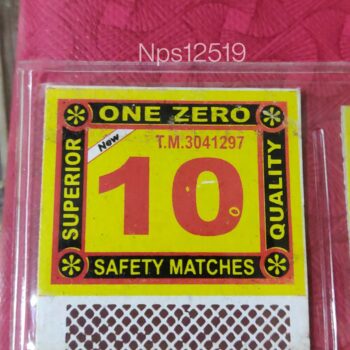 Nps12519
ONE ZERO
New
T.M.3041297
SUPERIOR
10
QUALITY
SAFETY MATCHES